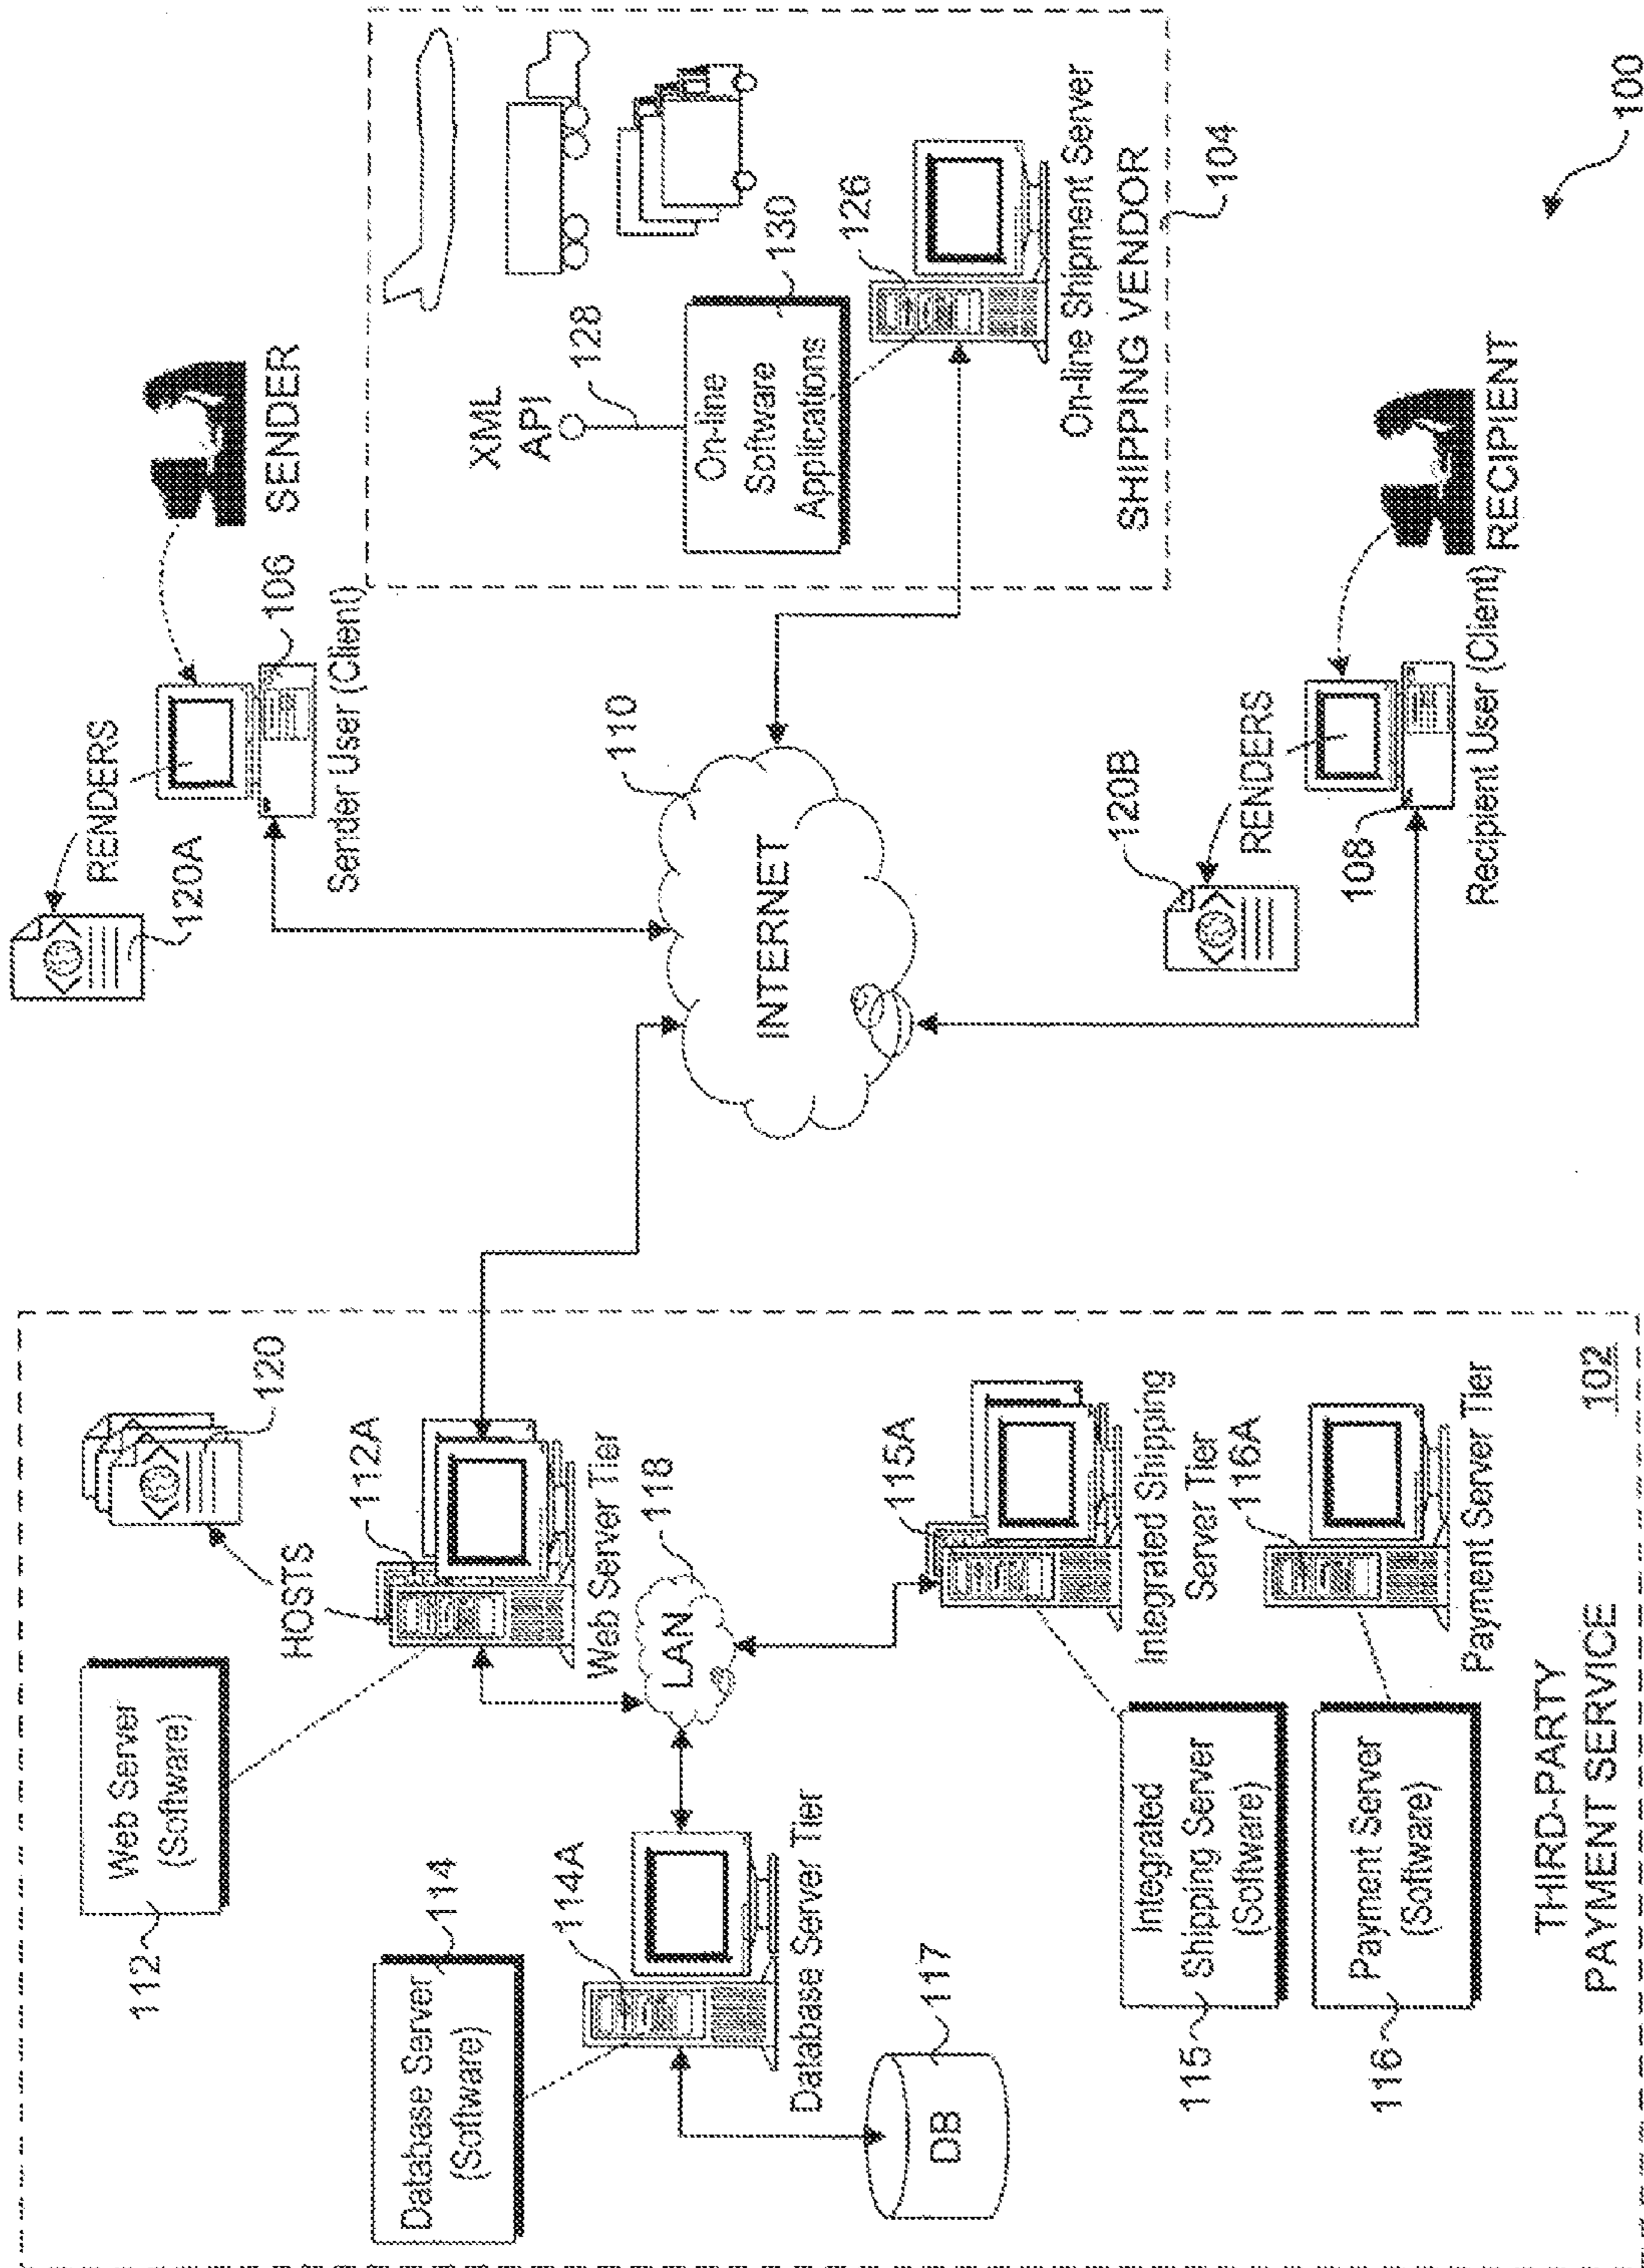 120
HOSTS
Web Server
(Software)
112
112A
Web Server Tier
Database Server
(Software)
114
114A
Database Server Tier
LAN
118
DB
117
115A
Integrated Shipping
Server Tier
Integrated
Shipping Server
(Software)
115
116A
Payment Server Tier
Payment Server
(Software)
116
THIRD-PARTY
PAYMENT SERVICE
102
INTERNET
110
120A
RENDERS
106
Sender User (Client)
SENDER
XML
API
128
On-line
Software
Applications
130
126
On-line Shipment Server
SHIPPING VENDOR
104
120B
RENDERS
108
Recipient User (Client)
RECIPIENT
100